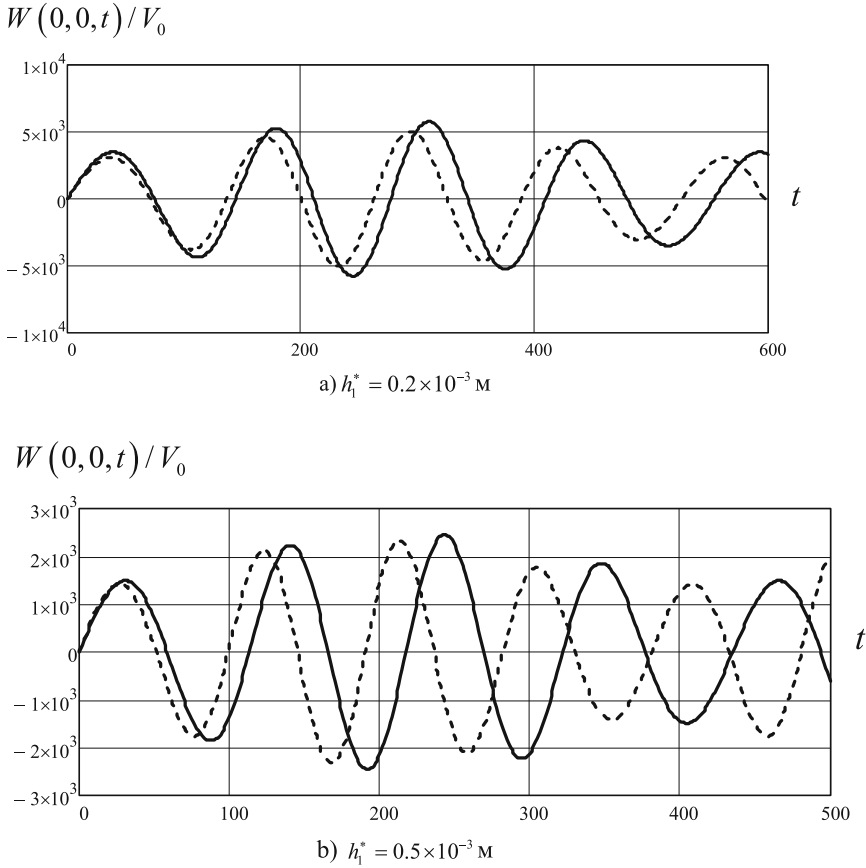 W(0,0,t)/V₀
1×10⁴
5×10³
0
−5×10³
−1×10⁴
0 200 400 600
t
a) h₁* = 0.2×10⁻³ м
W(0,0,t)/V₀
3×10³
2×10³
1×10³
0
−1×10³
−2×10³
−3×10³
0 100 200 300 400 500
t
b) h₁* = 0.5×10⁻³ м